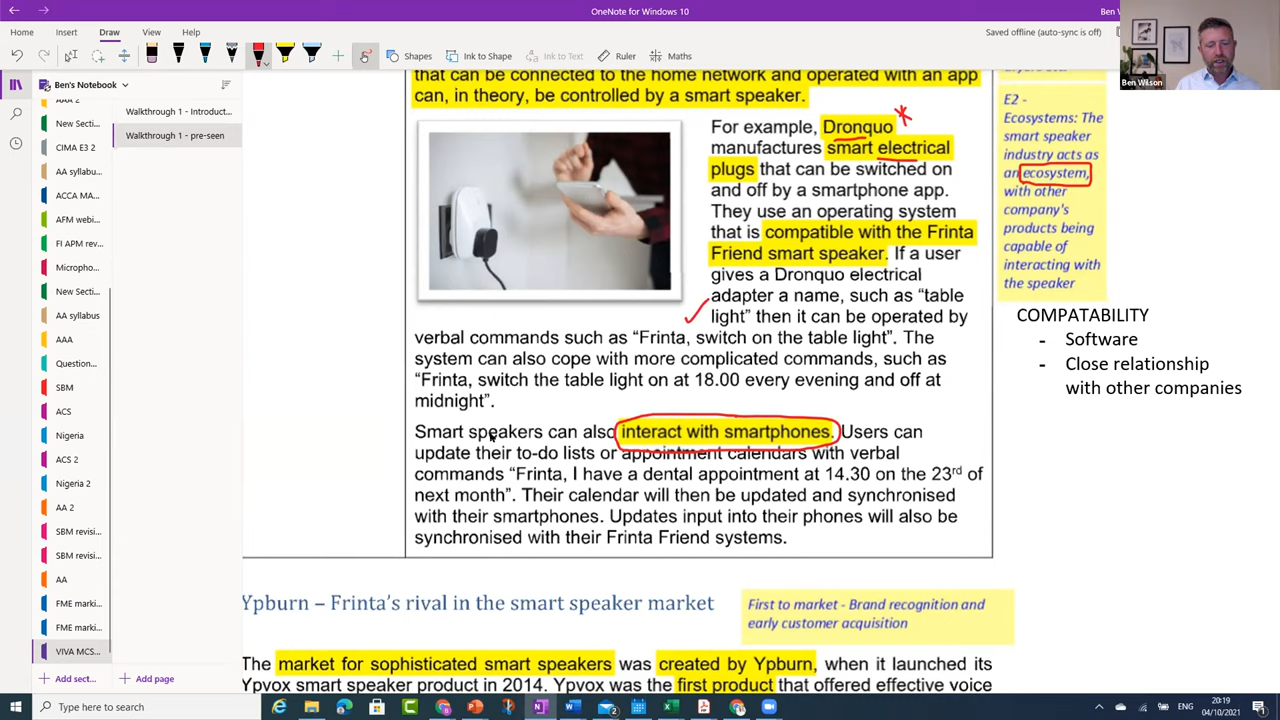 OneNote for Windows 10
Ben W
Home
Insert
Draw
View
Help
Saved offline (auto-sync is off)
Shapes
Ink to Shape
Ink to Text
Ruler
Maths
Ben Wilson
Ben's Notebook
AAA 2
New Secti...
CIMA E3 2
AA syllabu...
ACCA MA...
AFM webi...
FI APM rev...
Micropho...
New Secti...
AA syllabus
AAA
Question...
SBM
ACS
Nigeria
ACS 2
Nigeria 2
AA 2
SBM revisi...
SBM revisi...
AA
FME marki...
FME marki...
VIVA MCS...
Add sect...
Walkthrough 1 - Introduct...
Walkthrough 1 - pre-seen
Add page
that can be connected to the home network and operated with an app
can, in theory, be controlled by a smart speaker.
For example, Dronquo
manufactures smart electrical
plugs that can be switched on
and off by a smartphone app.
They use an operating system
that is compatible with the Frinta
Friend smart speaker. If a user
gives a Dronquo electrical
adapter a name, such as “table
light” then it can be operated by
verbal commands such as “Frinta, switch on the table light”. The
system can also cope with more complicated commands, such as
“Frinta, switch the table light on at 18.00 every evening and off at
midnight”.
Smart speakers can also interact with smartphones. Users can
update their to-do lists or appointment calendars with verbal
commands “Frinta, I have a dental appointment at 14.30 on the 23rd of
next month”. Their calendar will then be updated and synchronised
with their smartphones. Updates input into their phones will also be
synchronised with their Frinta Friend systems.
E2 -
Ecosystems: The
smart speaker
industry acts as
an ecosystem,
with other
company's
products being
capable of
interacting with
the speaker
COMPATABILITY
- Software
- Close relationship
with other companies
Ypburn – Frinta’s rival in the smart speaker market
First to market - Brand recognition and
early customer acquisition
The market for sophisticated smart speakers was created by Ypburn, when it launched its
Ypvox smart speaker product in 2014. Ypvox was the first product that offered effective voice
Type here to search
20:19
04/10/2021